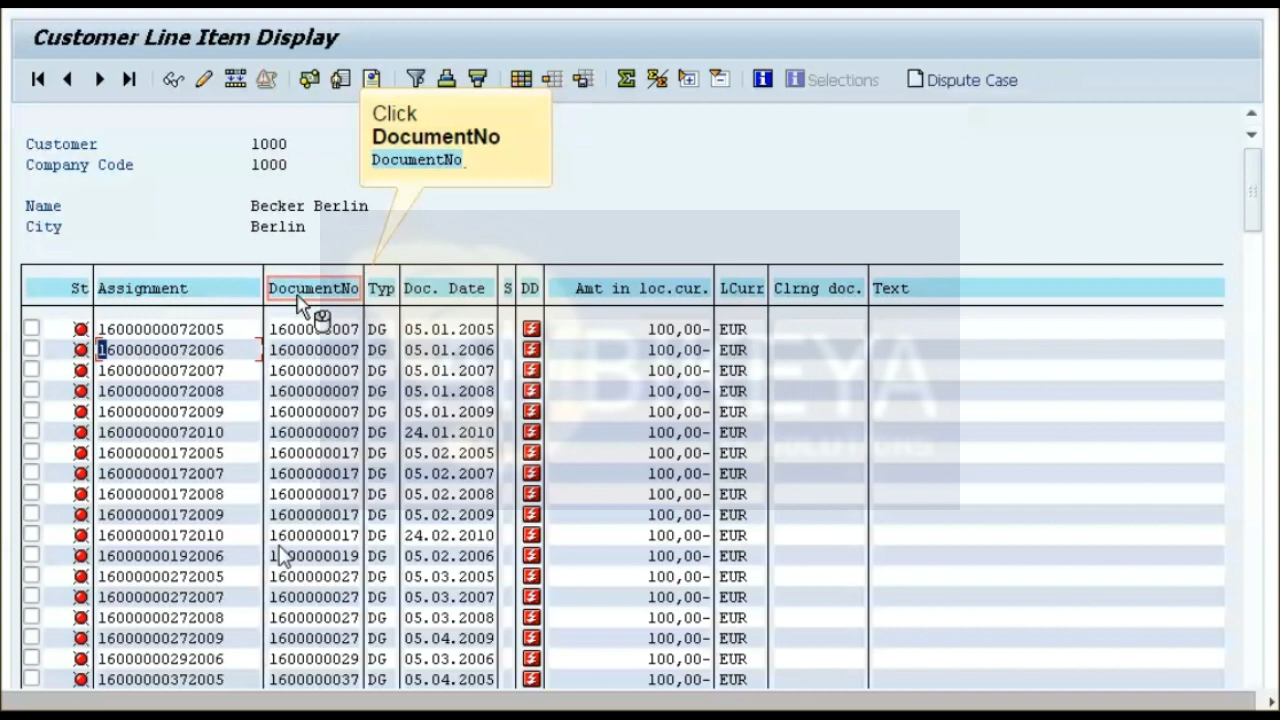 Customer Line Item Display
Selections Dispute Case
Click
DocumentNo
DocumentNo
Customer 1000
Company Code 1000
Name Becker Berlin
City Berlin
St Assignment DocumentNo Typ Doc. Date S DD Amt in loc.cur. LCurr Clrng doc. Text
16000000072005 1600000007 DG 05.01.2005 100,00- EUR
16000000072006 1600000007 DG 05.01.2006 100,00- EUR
16000000072007 1600000007 DG 05.01.2007 100,00- EUR
16000000072008 1600000007 DG 05.01.2008 100,00- EUR
16000000072009 1600000007 DG 05.01.2009 100,00- EUR
16000000072010 1600000007 DG 24.01.2010 100,00- EUR
16000000172005 1600000017 DG 05.02.2005 100,00- EUR
16000000172007 1600000017 DG 05.02.2007 100,00- EUR
16000000172008 1600000017 DG 05.02.2008 100,00- EUR
16000000172009 1600000017 DG 05.02.2009 100,00- EUR
16000000172010 1600000017 DG 24.02.2010 100,00- EUR
16000000192006 1600000019 DG 05.02.2006 100,00- EUR
16000000272005 1600000027 DG 05.03.2005 100,00- EUR
16000000272007 1600000027 DG 05.03.2007 100,00- EUR
16000000272008 1600000027 DG 05.03.2008 100,00- EUR
16000000272009 1600000027 DG 05.04.2009 100,00- EUR
16000000292006 1600000029 DG 05.03.2006 100,00- EUR
16000000372005 1600000037 DG 05.04.2005 100,00- EUR